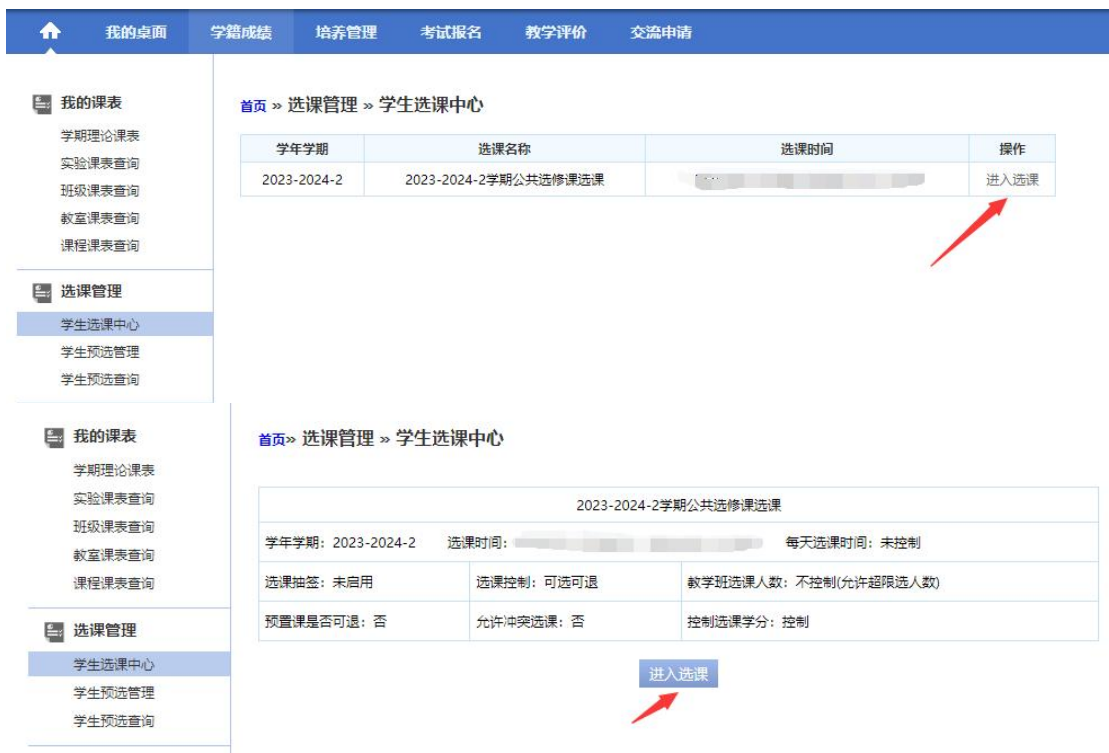 我的桌面 学籍成绩 培养管理 考试报名 教学评价 交流申请
我的课表
学期理论课表
实验课表查询
班级课表查询
教室课表查询
课程课表查询
选课管理
学生选课中心
学生预选管理
学生预选查询
首页 » 选课管理 » 学生选课中心
学年学期 选课名称 选课时间 操作
2023-2024-2 2023-2024-2学期公共选修课选课 进入选课
我的课表
学期理论课表
实验课表查询
班级课表查询
教室课表查询
课程课表查询
选课管理
学生选课中心
学生预选管理
学生预选查询
首页» 选课管理 » 学生选课中心
2023-2024-2学期公共选修课选课
学年学期：2023-2024-2 选课时间： 每天选课时间：未控制
选课抽签：未启用 选课控制：可选可退 教学班选课人数：不控制(允许超限选人数)
预置课是否可退：否 允许冲突选课：否 控制选课学分：控制
进入选课